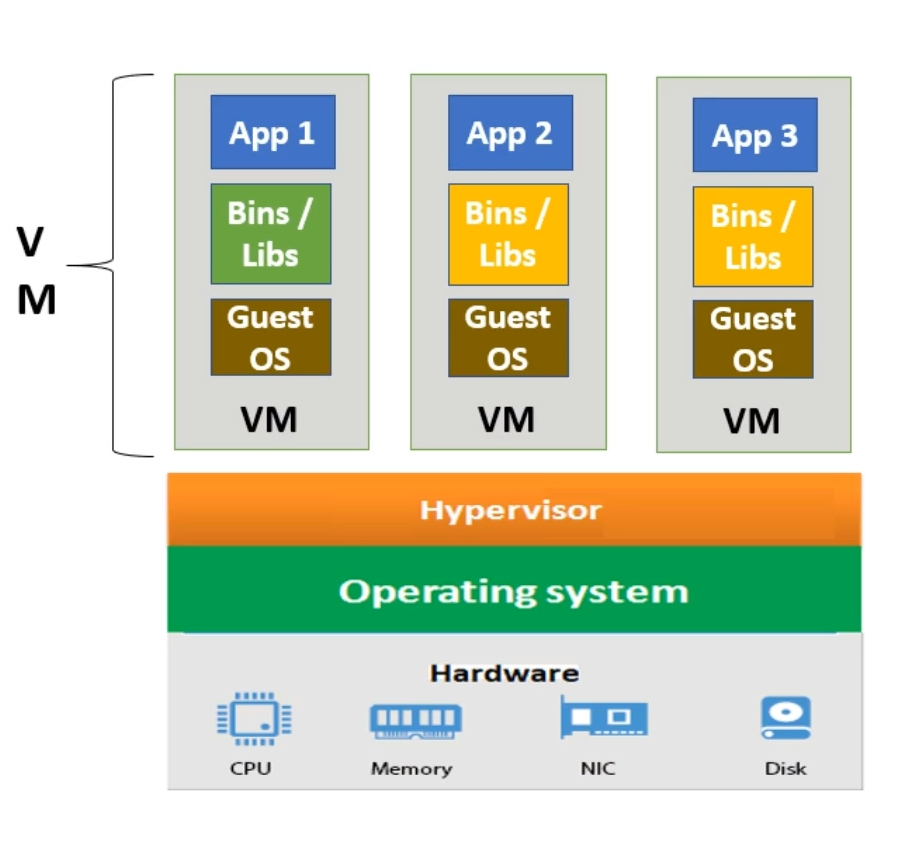 V
M
App 1
Bins /
Libs
Guest
OS
VM
App 2
Bins /
Libs
Guest
OS
VM
App 3
Bins /
Libs
Guest
OS
VM
Hypervisor
Operating system
Hardware
CPU
Memory
NIC
Disk